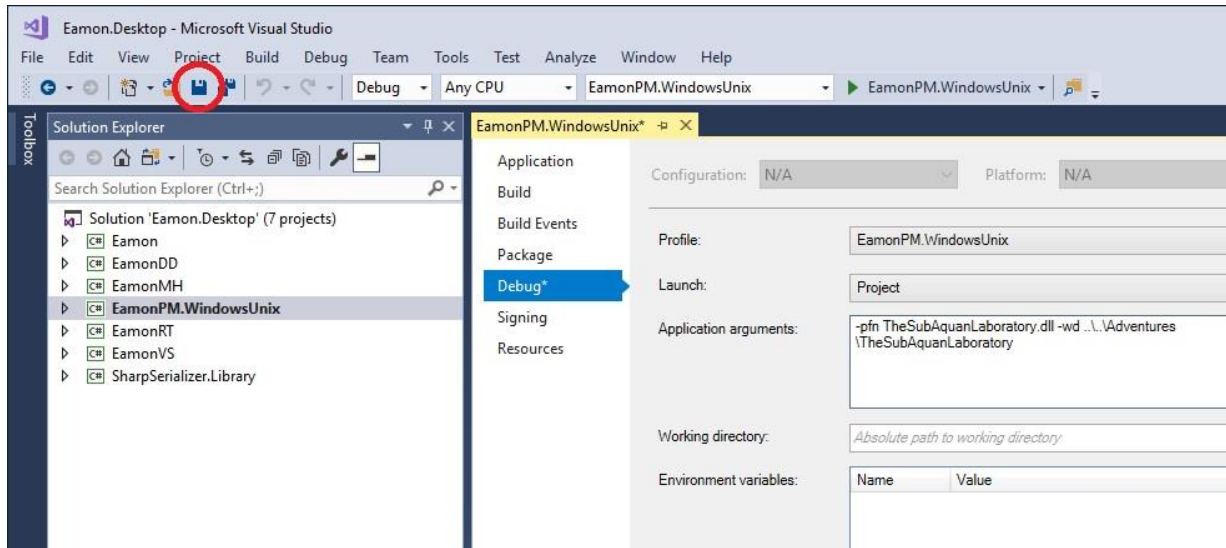 Eamon.Desktop - Microsoft Visual Studio
File Edit View Project Build Debug Team Tools Test Analyze Window Help
Debug Any CPU EamonPM.WindowsUnix EamonPM.WindowsUnix
Toolbox
Solution Explorer
EamonPM.WindowsUnix*
Search Solution Explorer (Ctrl+;)
Solution 'Eamon.Desktop' (7 projects)
C# Eamon
C# EamonDD
C# EamonMH
C# EamonPM.WindowsUnix
C# EamonRT
C# EamonVS
C# SharpSerializer.Library
Application
Build
Build Events
Package
Debug*
Signing
Resources
Configuration: N/A Platform: N/A
Profile: EamonPM.WindowsUnix
Launch: Project
Application arguments: -pfn TheSubAquanLaboratory.dll -wd ..\..\Adventures
\TheSubAquanLaboratory
Working directory: Absolute path to working directory
Environment variables: Name Value